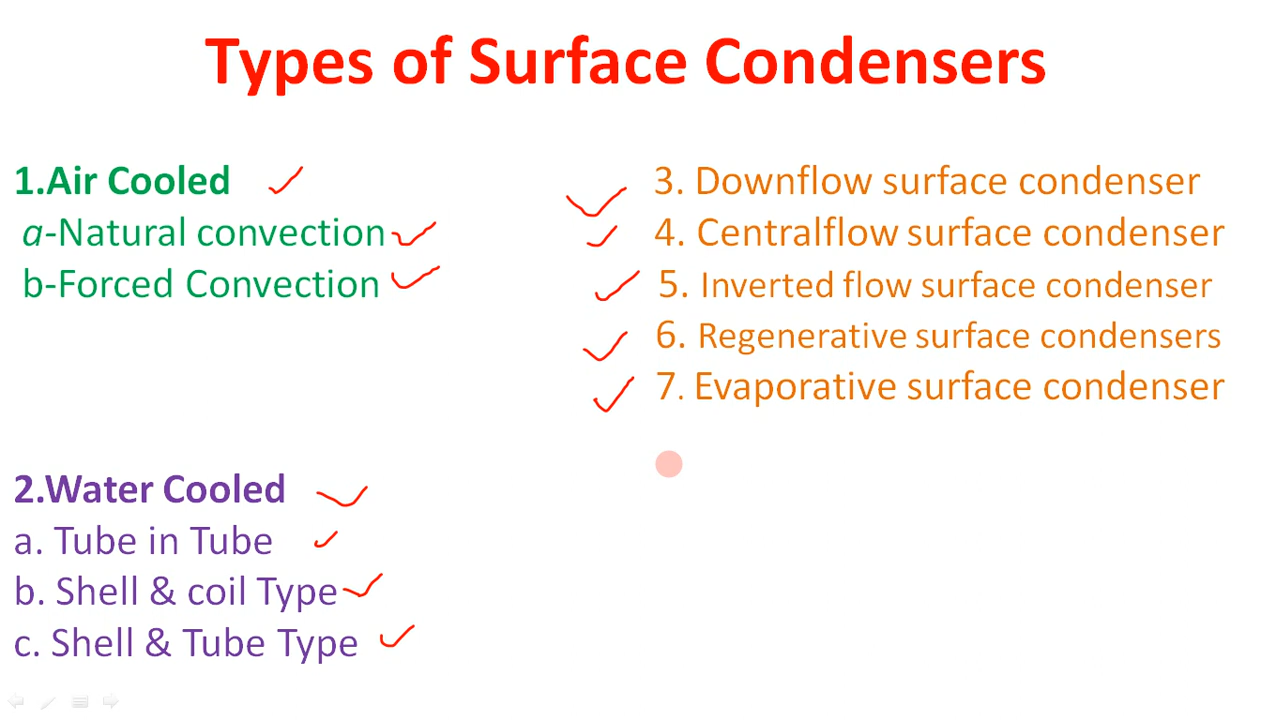 Types of Surface Condensers
1.Air Cooled
a-Natural convection
b-Forced Convection
2.Water Cooled
a. Tube in Tube
b. Shell & coil Type
c. Shell & Tube Type
3. Downflow surface condenser
4. Centralflow surface condenser
5. Inverted flow surface condenser
6. Regenerative surface condensers
7. Evaporative surface condenser